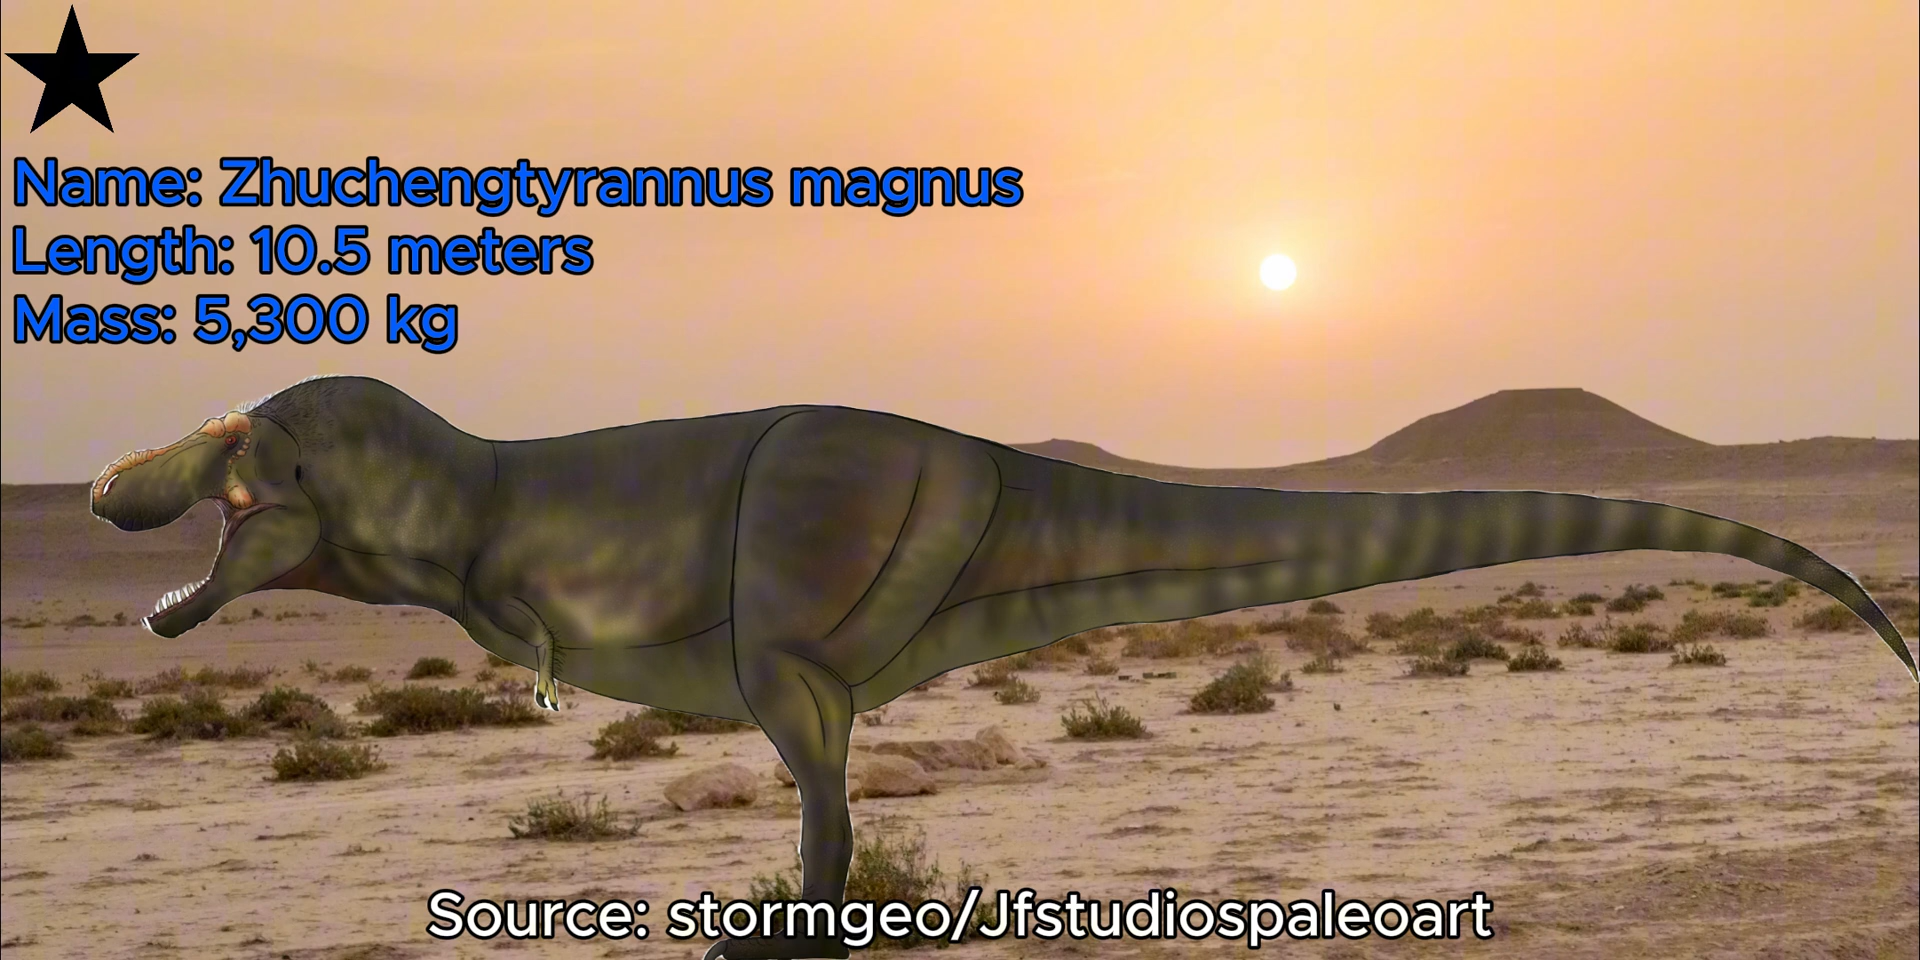 Name: Zhuchengtyrannus magnus
Length: 10.5 meters
Mass: 5,300 kg
Source: stormgeo/Jfstudiospaleoart